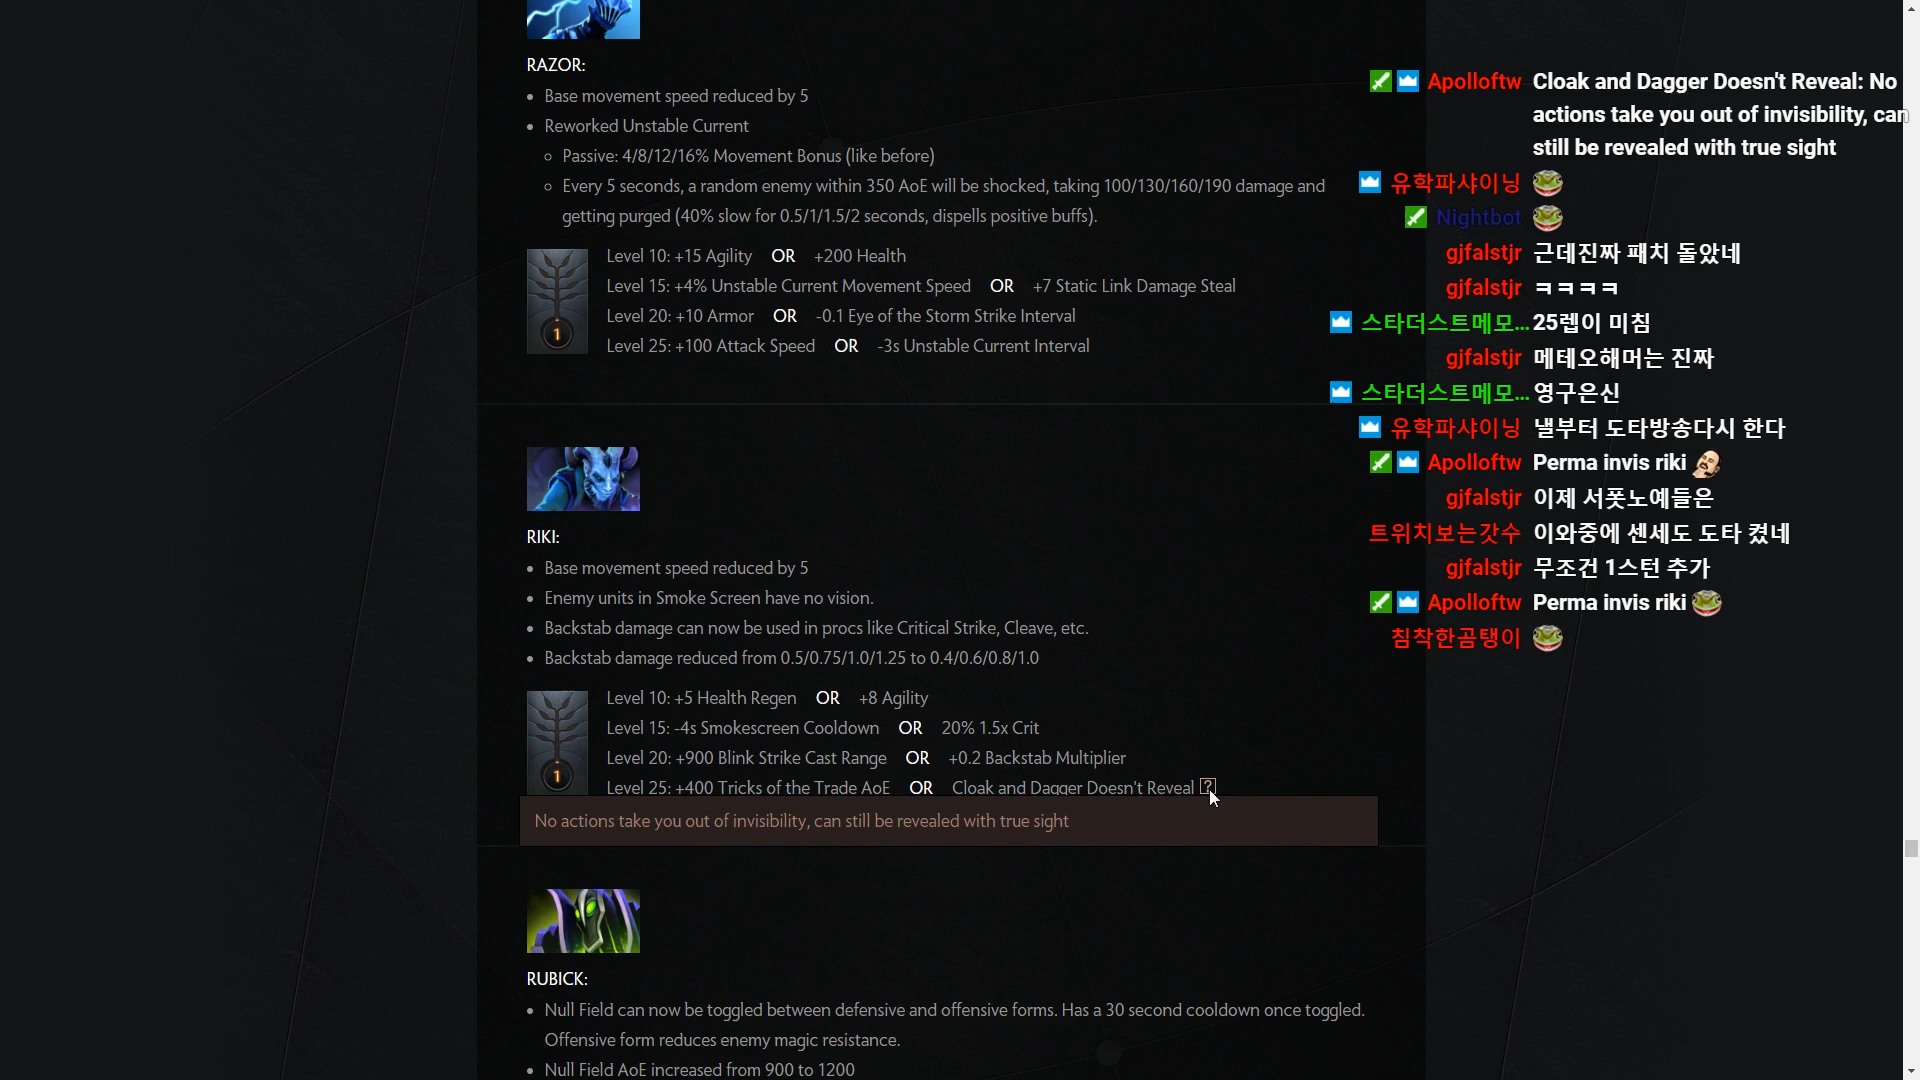 RAZOR:
Base movement speed reduced by 5
Reworked Unstable Current
Passive: 4/8/12/16% Movement Bonus (like before)
Every 5 seconds, a random enemy within 350 AoE will be shocked, taking 100/130/160/190 damage and
getting purged (40% slow for 0.5/1/1.5/2 seconds, dispells positive buffs).
1
Level 10: +15 Agility OR +200 Health
Level 15: +4% Unstable Current Movement Speed OR +7 Static Link Damage Steal
Level 20: +10 Armor OR -0.1 Eye of the Storm Strike Interval
Level 25: +100 Attack Speed OR -3s Unstable Current Interval
RIKI:
Base movement speed reduced by 5
Enemy units in Smoke Screen have no vision.
Backstab damage can now be used in procs like Critical Strike, Cleave, etc.
Backstab damage reduced from 0.5/0.75/1.0/1.25 to 0.4/0.6/0.8/1.0
1
Level 10: +5 Health Regen OR +8 Agility
Level 15: -4s Smokescreen Cooldown OR 20% 1.5x Crit
Level 20: +900 Blink Strike Cast Range OR +0.2 Backstab Multiplier
Level 25: +400 Tricks of the Trade AoE OR Cloak and Dagger Doesn't Reveal ?
No actions take you out of invisibility, can still be revealed with true sight
RUBICK:
Null Field can now be toggled between defensive and offensive forms. Has a 30 second cooldown once toggled.
Offensive form reduces enemy magic resistance.
Null Field AoE increased from 900 to 1200
Apolloftw Cloak and Dagger Doesn't Reveal: No
actions take you out of invisibility, can
still be revealed with true sight
유학파샤이닝
Nightbot
gjfalstjr 근데진짜 패치 돌았네
gjfalstjr ㅋㅋㅋㅋ
스타더스트메모... 25렙이 미침
gjfalstjr 메테오해머는 진짜
스타더스트메모... 영구은신
유학파샤이닝 낼부터 도타방송다시 한다
Apolloftw Perma invis riki
gjfalstjr 이제 서폿노예들은
트위치보는갓수 이와중에 센세도 도타 켰네
gjfalstjr 무조건 1스턴 추가
Apolloftw Perma invis riki
침착한곰탱이